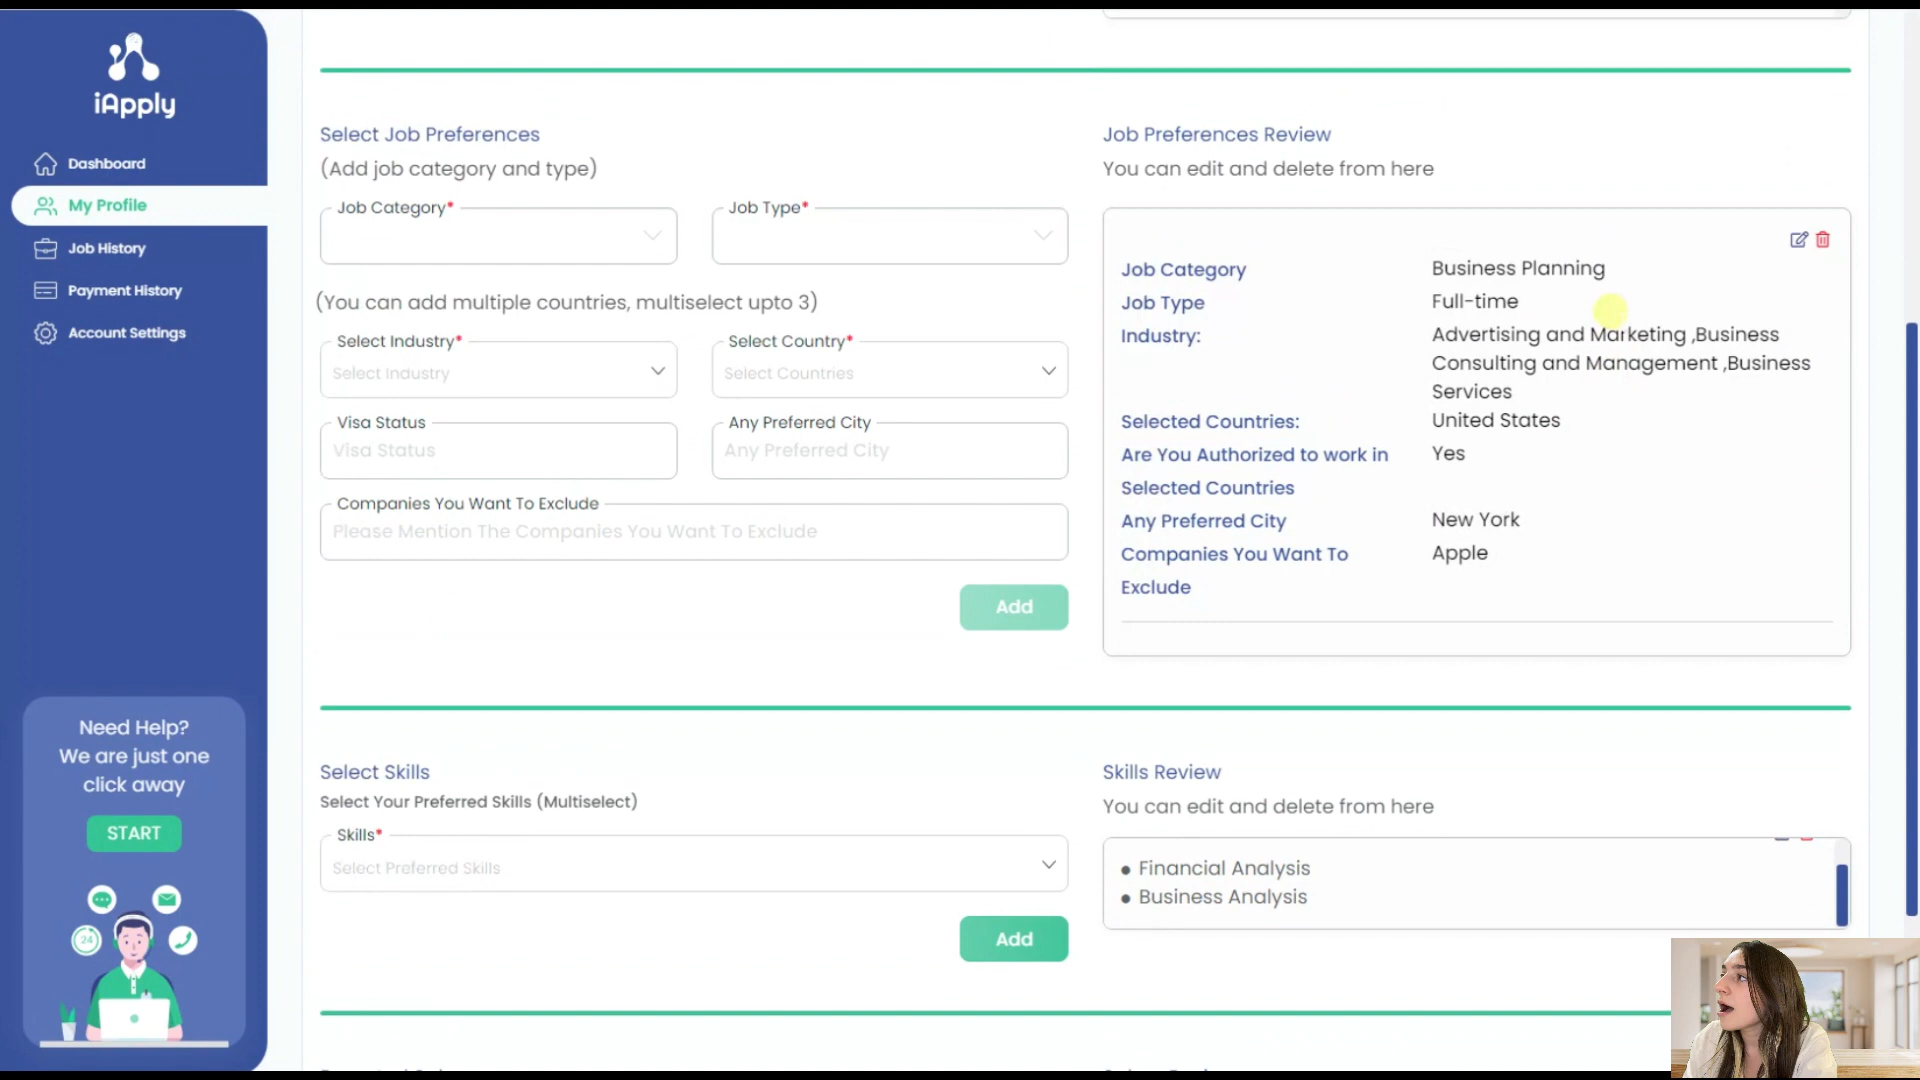 iApply
Dashboard
My Profile
Job History
Payment History
Account Settings
Need Help?
We are just one
click away
START
24
Select Job Preferences
(Add job category and type)
Job Category*
Job Type*
(You can add multiple countries, multiselect upto 3)
Select Industry*
Select Industry
Select Country*
Select Countries
Visa Status
Visa Status
Any Preferred City
Any Preferred City
Companies You Want To Exclude
Please Mention The Companies You Want To Exclude
Add
Job Preferences Review
You can edit and delete from here
Job Category
Business Planning
Job Type
Full-time
Industry:
Advertising and Marketing ,Business
Consulting and Management ,Business
Services
Selected Countries:
United States
Are You Authorized to work in
Selected Countries
Yes
Any Preferred City
New York
Companies You Want To
Exclude
Apple
Select Skills
Select Your Preferred Skills (Multiselect)
Skills*
Select Preferred Skills
Add
Skills Review
You can edit and delete from here
• Financial Analysis
• Business Analysis